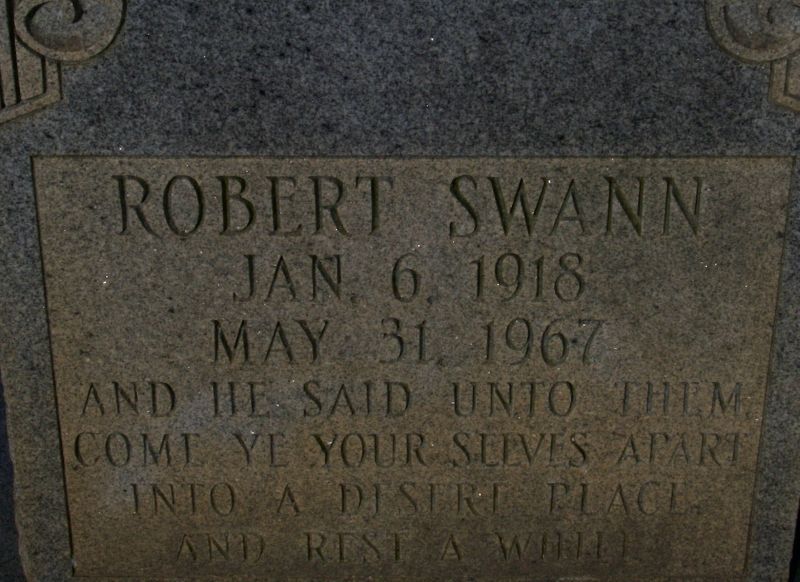 ROBERT SWANN
JAN. 6, 1918
MAY 31, 1967
AND HE SAID UNTO THEM,
COME YE YOUR SELVES APART
INTO A DESERT PLACE,
AND REST A WHILE